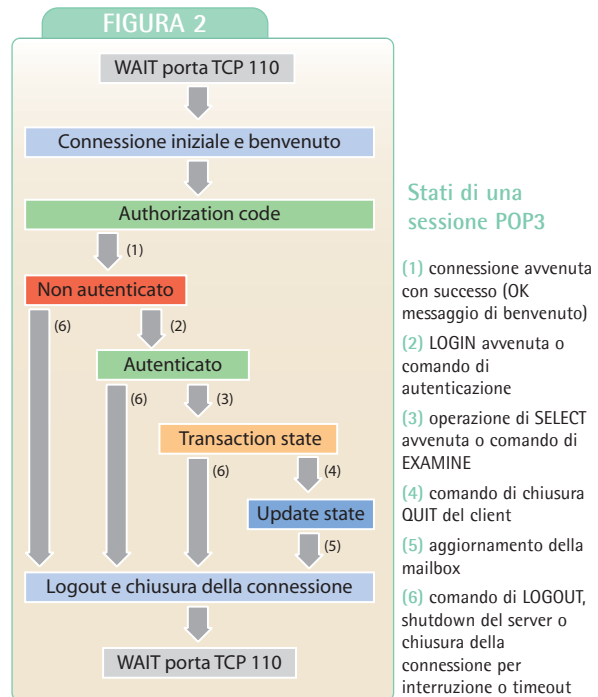 FIGURA 2
WAIT porta TCP 110
Connessione iniziale e benvenuto
Authorization code
(1)
Non autenticato
(6)
(2)
Autenticato
(6)
(3)
Transaction state
(6)
(4)
Update state
(5)
Logout e chiusura della connessione
WAIT porta TCP 110
Stati di una
sessione POP3
(1) connessione avvenuta
con successo (OK
messaggio di benvenuto)
(2) LOGIN avvenuta o
comando di
autenticazione
(3) operazione di SELECT
avvenuta o comando di
EXAMINE
(4) comando di chiusura
QUIT del client
(5) aggiornamento della
mailbox
(6) comando di LOGOUT,
shutdown del server o
chiusura della
connessione per
interruzione o timeout